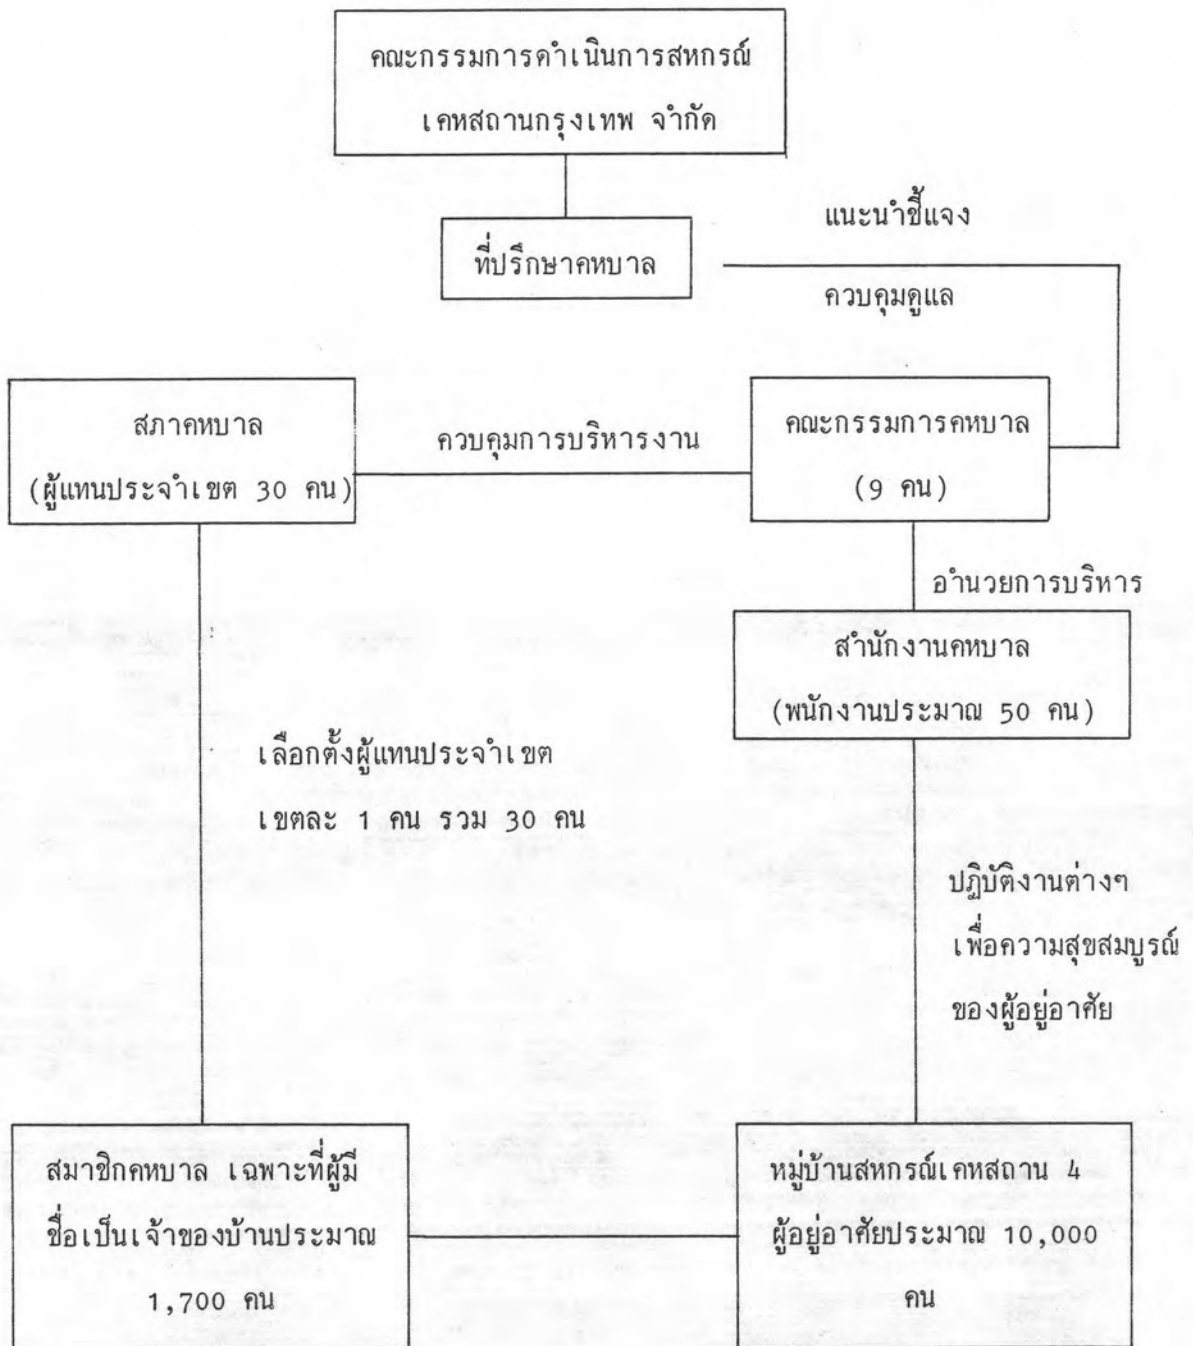 คณะกรรมการดำเนินการสหกรณ์
เคหสถานกรุงเทพ จำกัด
แนะนำชี้แจง
ที่ปรึกษาคหบาล
ควบคุมดูแล
สภาคหบาล
(ผู้แทนประจำเขต 30 คน)
ควบคุมการบริหารงาน
คณะกรรมการคหบาล
(9 คน)
อำนวยการบริหาร
สำนักงานคหบาล
(พนักงานประมาณ 50 คน)
เลือกตั้งผู้แทนประจำเขต
เขตละ 1 คน รวม 30 คน
ปฏิบัติงานต่างๆ
เพื่อความสุขสมบูรณ์
ของผู้อยู่อาศัย
สมาชิกคหบาล เฉพาะที่ผู้มี
ชื่อเป็นเจ้าของบ้านประมาณ
1,700 คน
หมู่บ้านสหกรณ์เคหสถาน 4
ผู้อยู่อาศัยประมาณ 10,000
คน